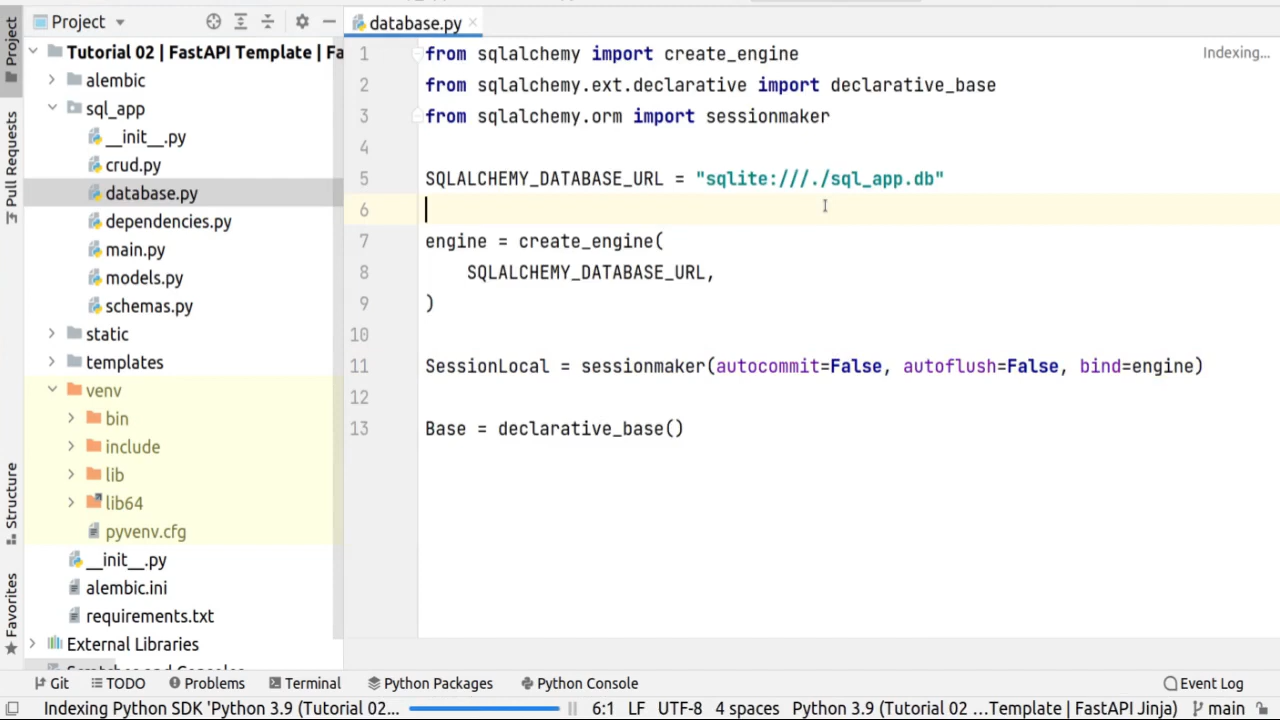 Project
database.py
Project
Pull Requests
Structure
Favorites
Tutorial 02 | FastAPI Template | Fa
alembic
sql_app
__init__.py
crud.py
database.py
dependencies.py
main.py
models.py
schemas.py
static
templates
venv
bin
include
lib
lib64
pyvenv.cfg
__init__.py
alembic.ini
requirements.txt
External Libraries
Scratches and Consoles
Indexing...
1 from sqlalchemy import create_engine
2 from sqlalchemy.ext.declarative import declarative_base
3 from sqlalchemy.orm import sessionmaker
4
5 SQLALCHEMY_DATABASE_URL = "sqlite:///./sql_app.db"
6
7 engine = create_engine(
8 SQLALCHEMY_DATABASE_URL,
9 )
10
11 SessionLocal = sessionmaker(autocommit=False, autoflush=False, bind=engine)
12
13 Base = declarative_base()
Git TODO Problems Terminal Python Packages Python Console Event Log
Indexing Python SDK 'Python 3.9 (Tutorial 02... 6:1 LF UTF-8 4 spaces Python 3.9 (Tutorial 02 ...Template | FastAPI Jinja) main